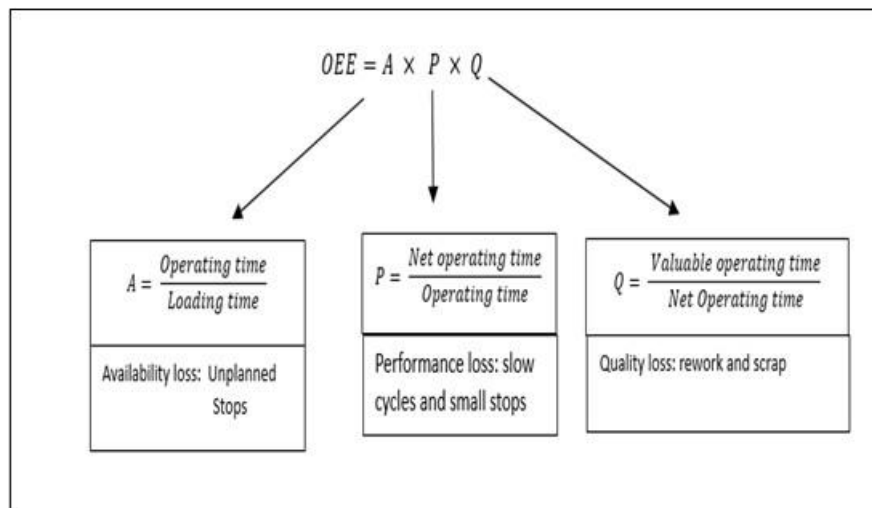 OEE = A × P × Q
A = Operating time / Loading time
Availability loss: Unplanned
Stops
P = Net operating time / Operating time
Performance loss: slow
cycles and small stops
Q = Valuable operating time / Net Operating time
Quality loss: rework and scrap